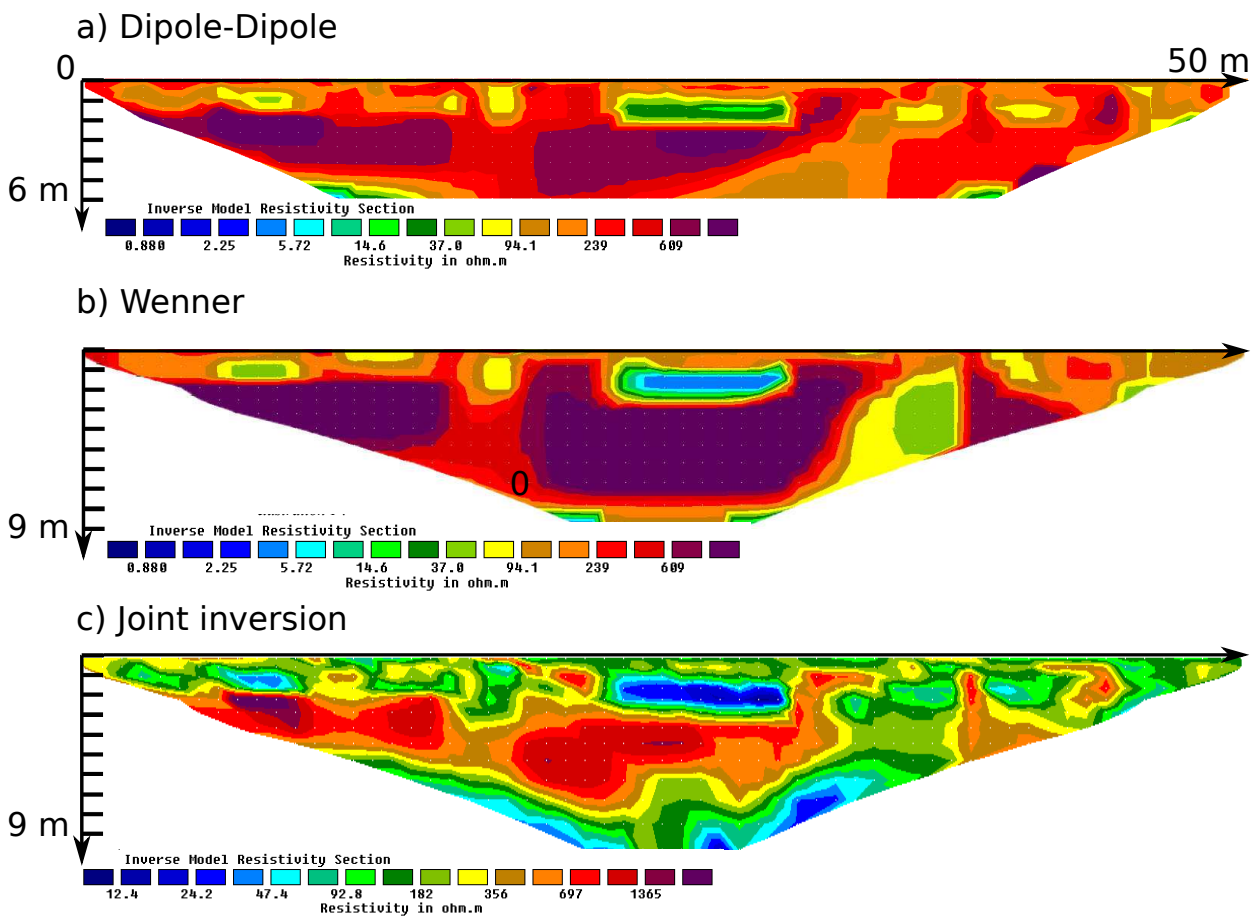 a) Dipole-Dipole
0
50 m
6 m
Inverse Model Resistivity Section
0.880 2.25 5.72 14.6 37.0 94.1 239 609
Resistivity in ohm.m
b) Wenner
0
9 m
Inverse Model Resistivity Section
0.880 2.25 5.72 14.6 37.0 94.1 239 609
Resistivity in ohm.m
c) Joint inversion
9 m
Inverse Model Resistivity Section
12.4 24.2 47.4 92.8 182 356 697 1365
Resistivity in ohm.m